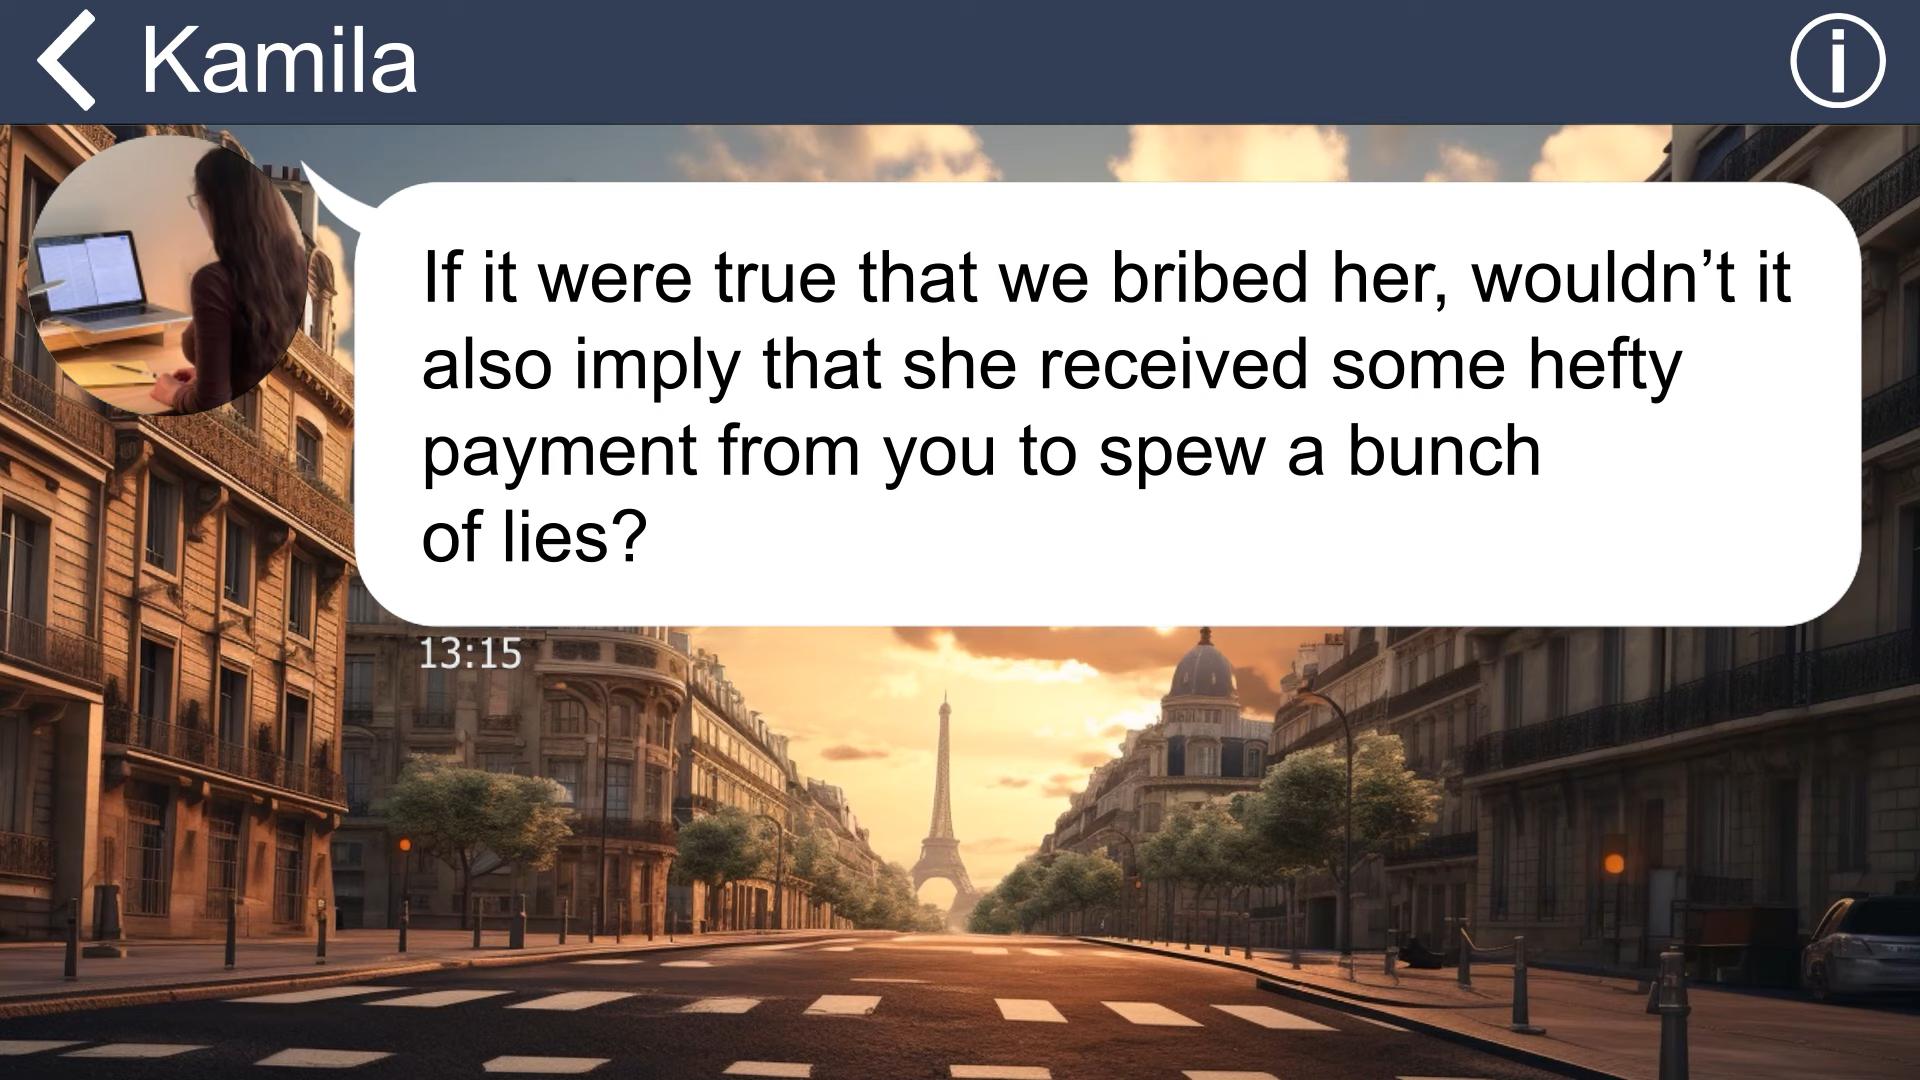 Kamila
If it were true that we bribed her, wouldn’t it
also imply that she received some hefty
payment from you to spew a bunch
of lies?
13:15